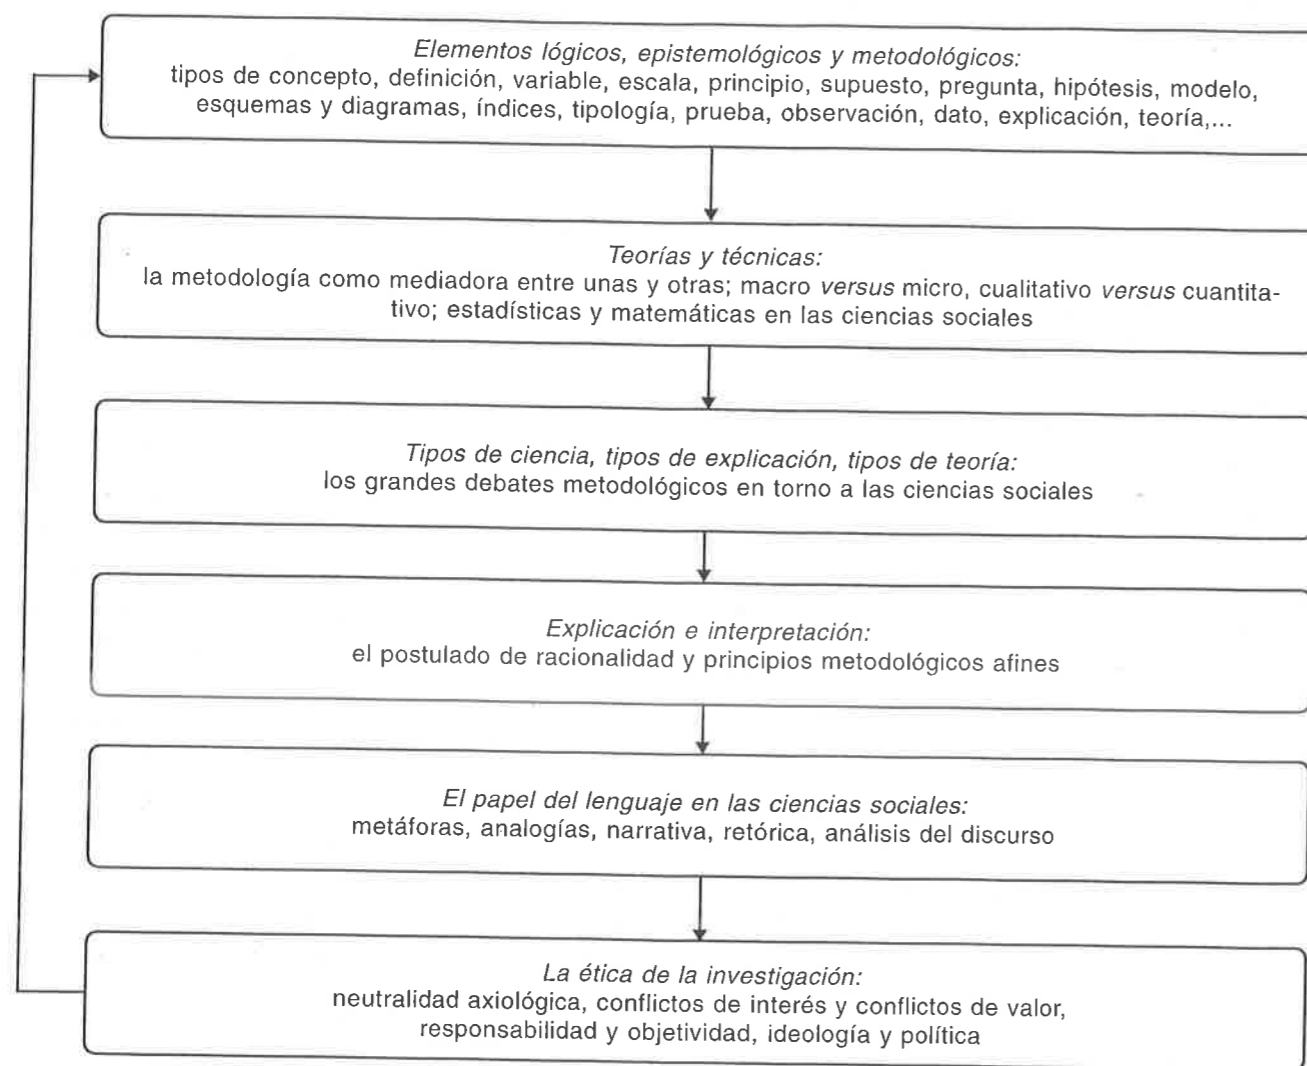 Elementos lógicos, epistemológicos y metodológicos:
tipos de concepto, definición, variable, escala, principio, supuesto, pregunta, hipótesis, modelo,
esquemas y diagramas, índices, tipología, prueba, observación, dato, explicación, teoría,...
Teorías y técnicas:
la metodología como mediadora entre unas y otras; macro versus micro, cualitativo versus cuantita-
tivo; estadísticas y matemáticas en las ciencias sociales
Tipos de ciencia, tipos de explicación, tipos de teoría:
los grandes debates metodológicos en torno a las ciencias sociales
Explicación e interpretación:
el postulado de racionalidad y principios metodológicos afines
El papel del lenguaje en las ciencias sociales:
metáforas, analogías, narrativa, retórica, análisis del discurso
La ética de la investigación:
neutralidad axiológica, conflictos de interés y conflictos de valor,
responsabilidad y objetividad, ideología y política